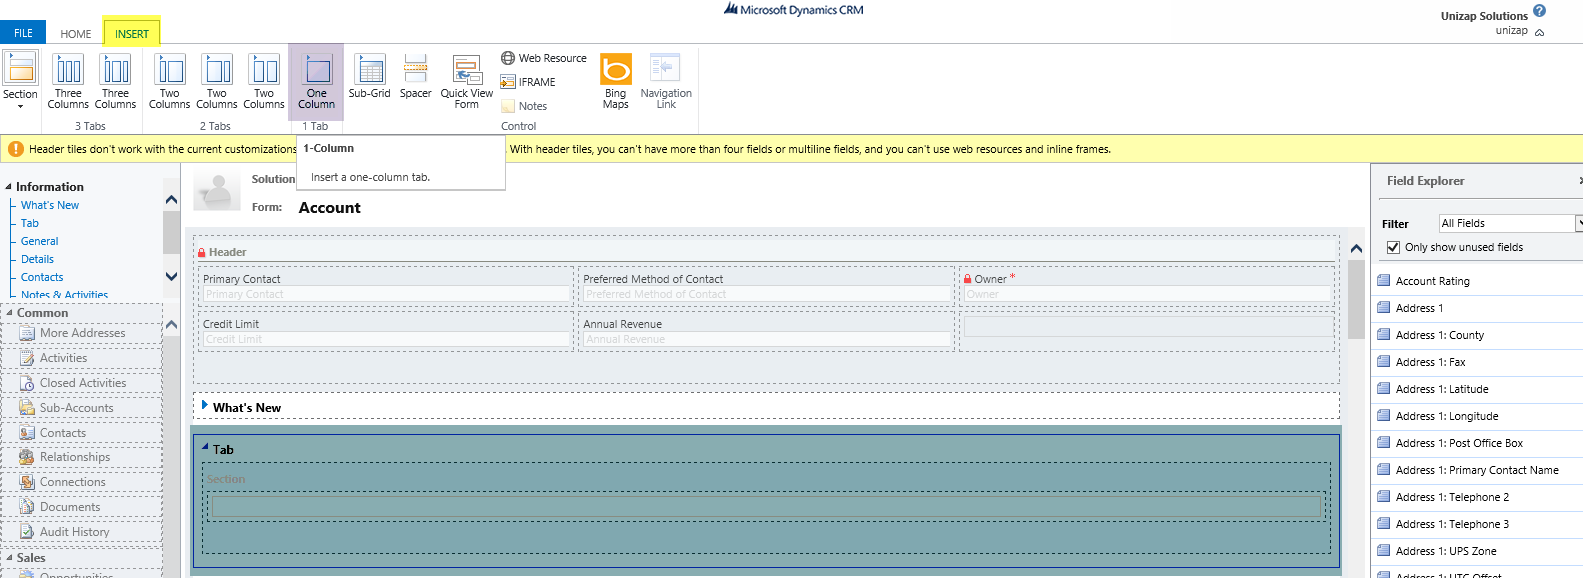 Microsoft Dynamics CRM
Unizap Solutions
unizap
FILE
HOME
INSERT
Section
Three Columns
Three Columns
3 Tabs
Two Columns
Two Columns
Two Columns
2 Tabs
One Column
1 Tab
Sub-Grid
Spacer
Quick View Form
Web Resource
IFRAME
Notes
Control
Bing Maps
Navigation Link
Header tiles don't work with the current customizations
With header tiles, you can't have more than four fields or multiline fields, and you can't use web resources and inline frames.
1-Column
Insert a one-column tab.
Information
What's New
Tab
General
Details
Contacts
Notes & Activities
Common
More Addresses
Activities
Closed Activities
Sub-Accounts
Contacts
Relationships
Connections
Documents
Audit History
Sales
Opportunities
Solution
Form: Account
Header
Primary Contact
Primary Contact
Preferred Method of Contact
Preferred Method of Contact
Owner *
Owner
Credit Limit
Credit Limit
Annual Revenue
Annual Revenue
What's New
Tab
Section
Field Explorer
Filter
All Fields
Only show unused fields
Account Rating
Address 1
Address 1: County
Address 1: Fax
Address 1: Latitude
Address 1: Longitude
Address 1: Post Office Box
Address 1: Primary Contact Name
Address 1: Telephone 2
Address 1: Telephone 3
Address 1: UPS Zone
Address 1: UTC Offset